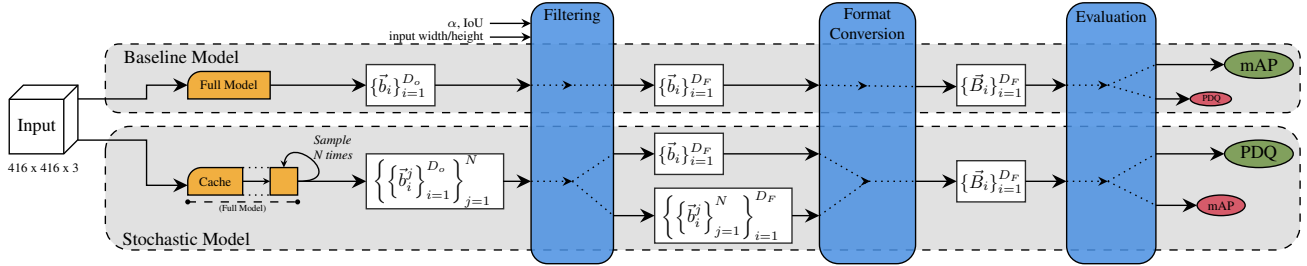 α, IoU
input width/height
Filtering
Format
Conversion
Evaluation
Baseline Model
Full Model
{b⃗_i}_{i=1}^{D_o}
{b⃗_i}_{i=1}^{D_F}
{B⃗_i}_{i=1}^{D_F}
mAP
PDQ
Input
416 x 416 x 3
Sample
N times
Cache
(Full Model)
{{b⃗_i^j}_{i=1}^{D_o}}_{j=1}^{N}
{b⃗_i}_{i=1}^{D_F}
{{b⃗_i^j}_{j=1}^{N}}_{i=1}^{D_F}
{B⃗_i}_{i=1}^{D_F}
PDQ
mAP
Stochastic Model